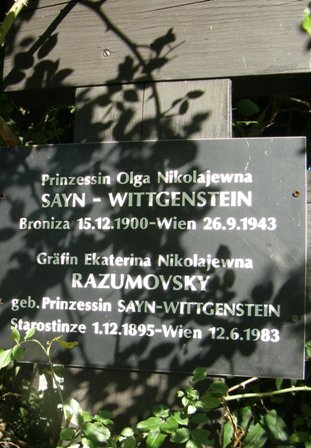 Prinzessin Olga Nikolajewna
SAYN - WITTGENSTEIN
Broniza 15.12.1900-Wien 26.9.1943
Gräfin Ekaterina Nikolajewna
RAZUMOVSKY
geb. Prinzessin SAYN-WITTGENSTEIN
Starostinze 1.12.1895-Wien 12.6.1983